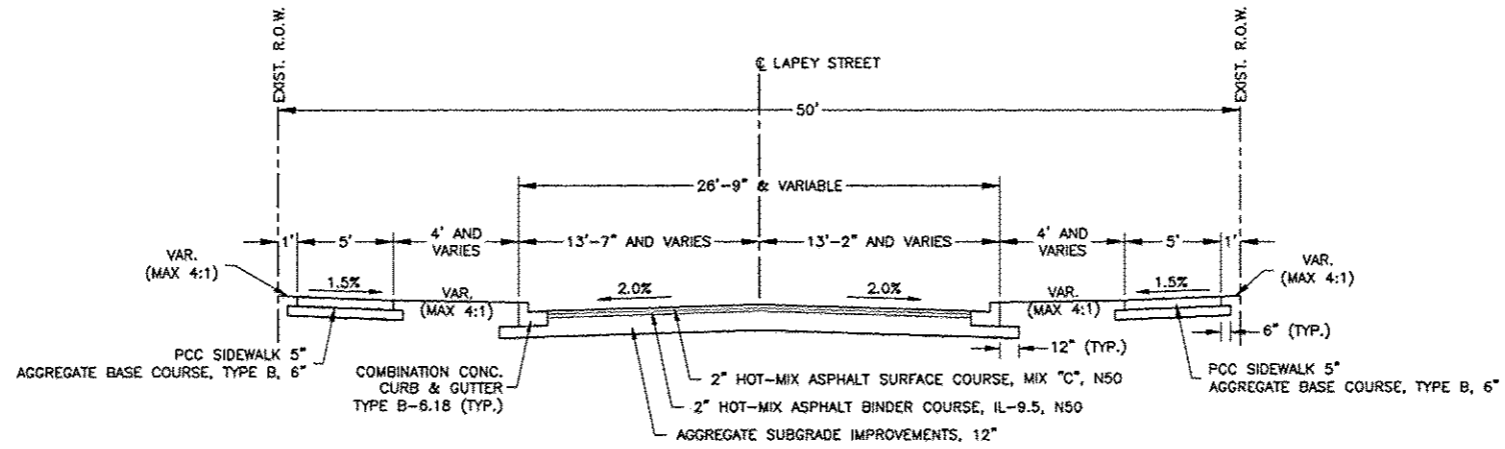 EXIST. R.O.W.
EXIST. R.O.W.
℄ LAPEY STREET
50'
26'-9" & VARIABLE
1'
5'
4' AND
VARIES
13'-7" AND VARIES
13'-2" AND VARIES
4' AND
VARIES
5'
1'
VAR.
(MAX 4:1)
1.5%
VAR.
(MAX 4:1)
2.0%
2.0%
VAR.
(MAX 4:1)
1.5%
VAR.
(MAX 4:1)
6" (TYP.)
12" (TYP.)
PCC SIDEWALK 5"
AGGREGATE BASE COURSE, TYPE B, 6"
COMBINATION CONC.
CURB & GUTTER
TYPE B-6.18 (TYP.)
2" HOT-MIX ASPHALT SURFACE COURSE, MIX "C", N50
2" HOT-MIX ASPHALT BINDER COURSE, IL-9.5, N50
AGGREGATE SUBGRADE IMPROVEMENTS, 12"
PCC SIDEWALK 5"
AGGREGATE BASE COURSE, TYPE B, 6"